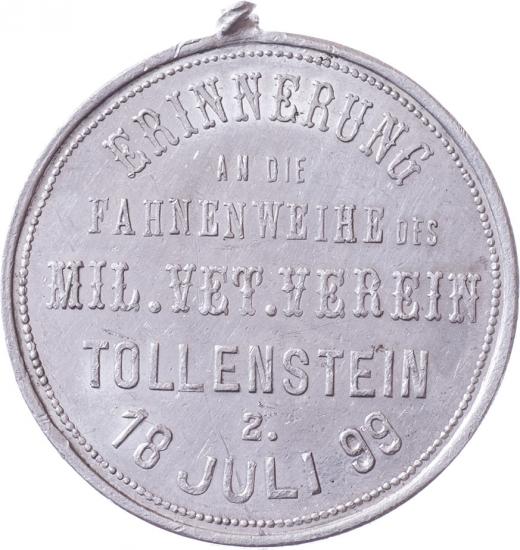 ERINNERUNG
AN DIE
FAHNENWEIHE DES
MIL. VET. VEREIN
TOLLENSTEIN
2.
18 JULI 99